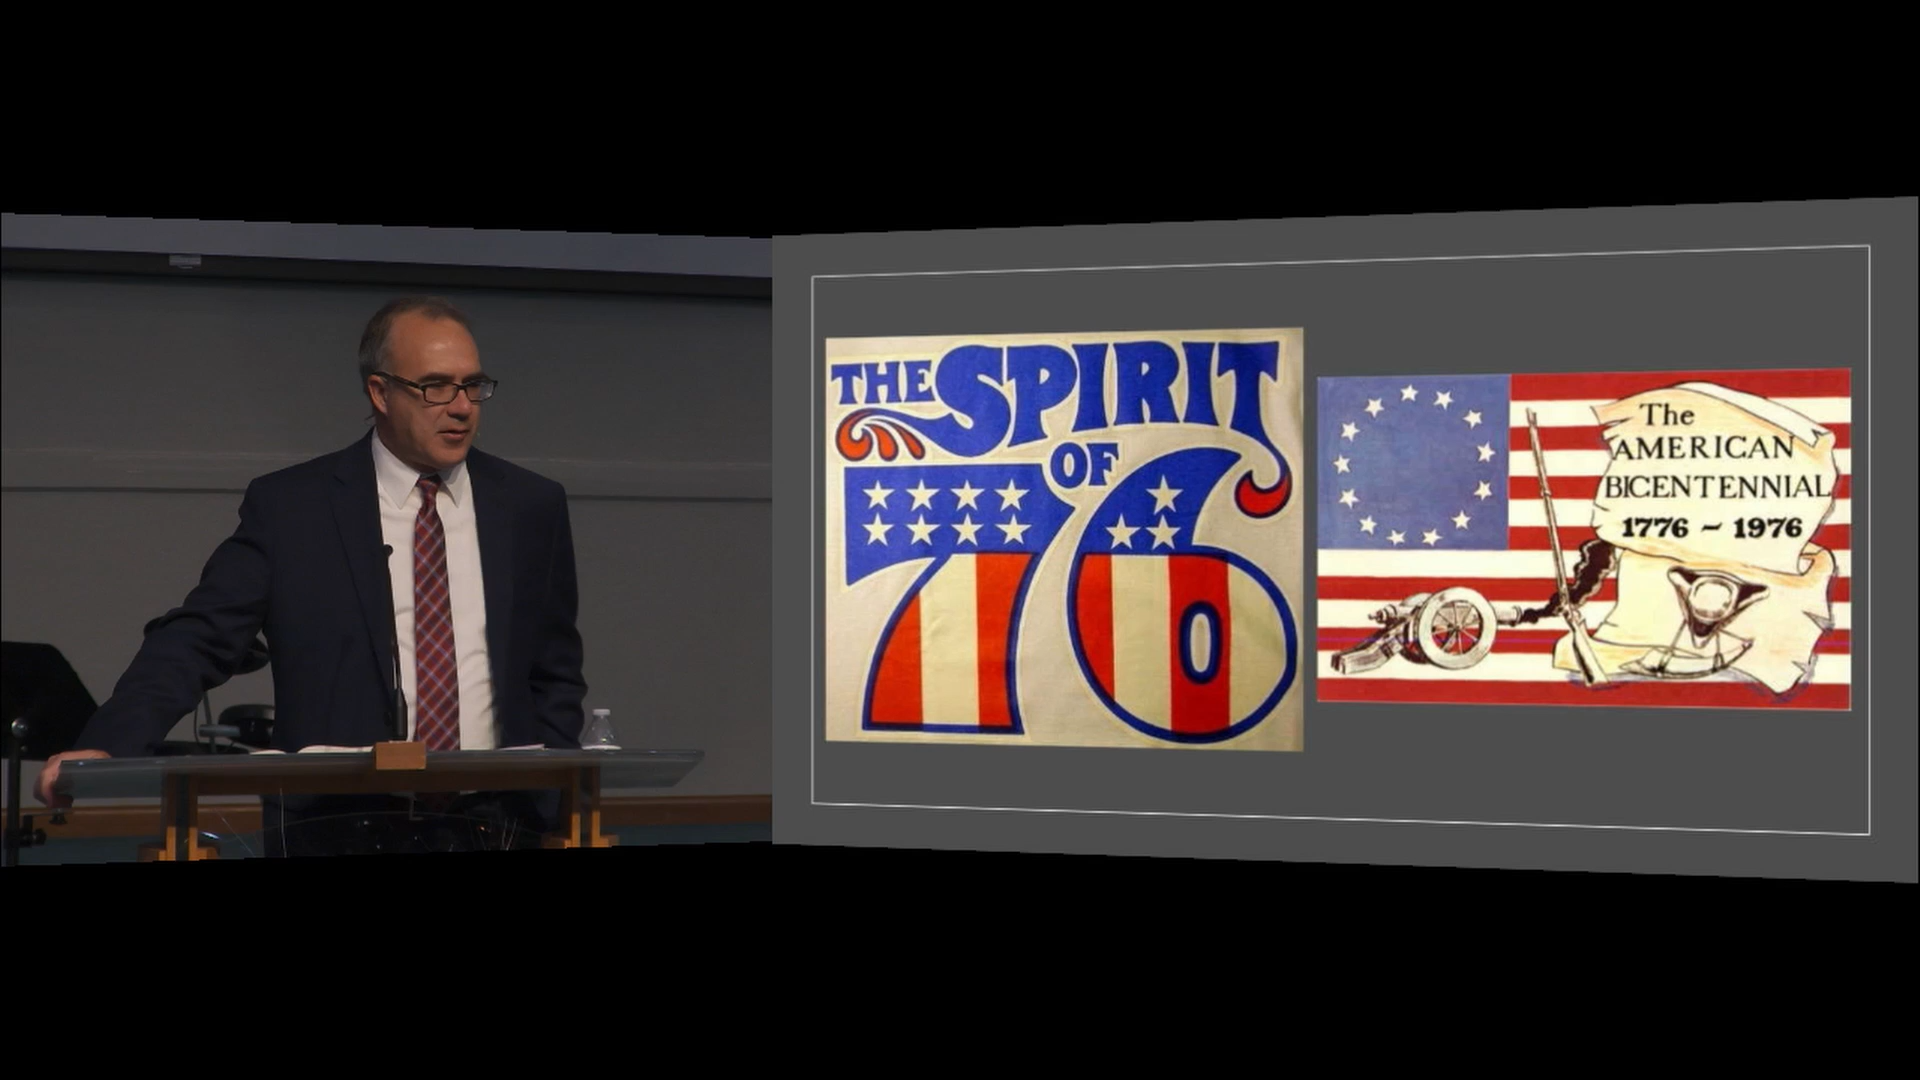 THE SPIRIT
OF
76
The
AMERICAN
BICENTENNIAL
1776 ~ 1976